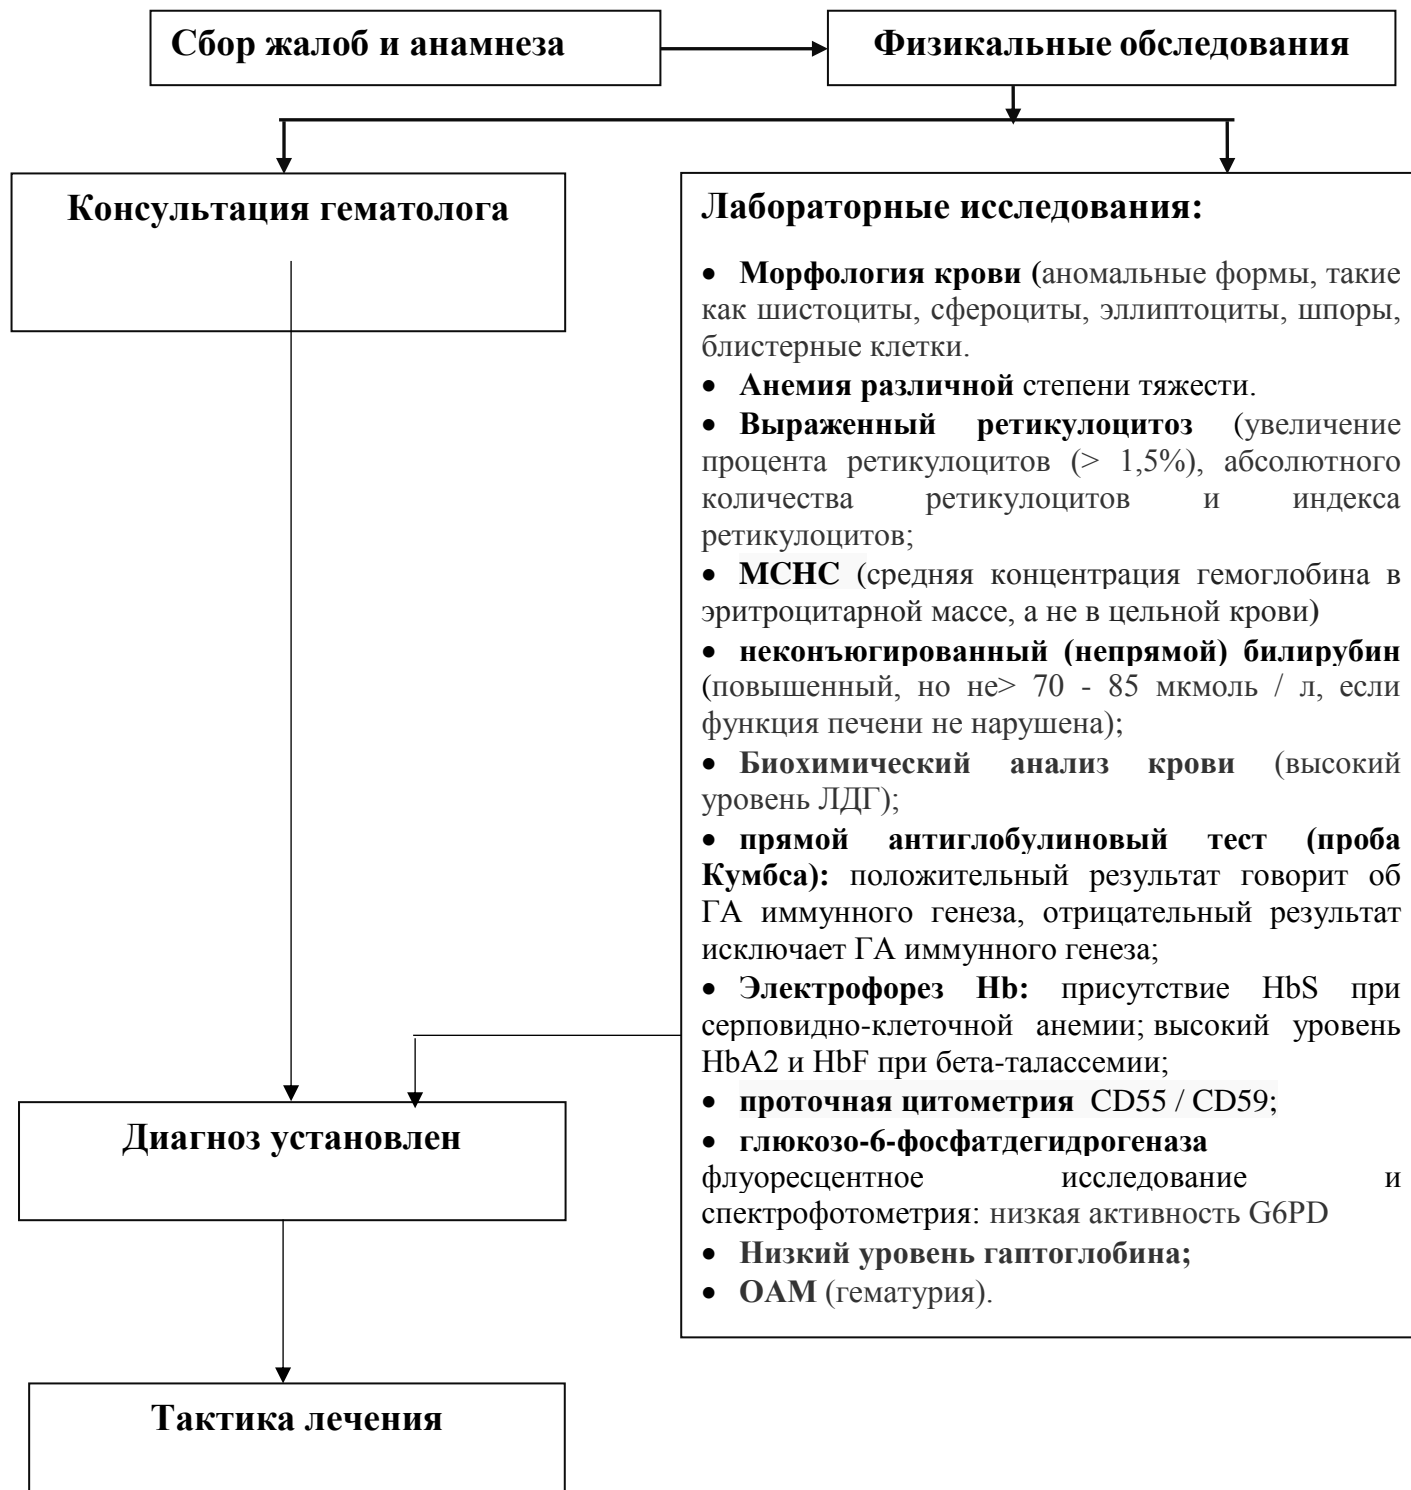 Сбор жалоб и анамнеза
Физикальные обследования
Консультация гематолога
Лабораторные исследования:
• Морфология крови (аномальные формы, такие
как шистоциты, сфероциты, эллиптоциты, шпоры,
блистерные клетки.
• Анемия различной степени тяжести.
• Выраженный ретикулоцитоз (увеличение
процента ретикулоцитов (> 1,5%), абсолютного
количества ретикулоцитов и индекса
ретикулоцитов;
• МСНС (средняя концентрация гемоглобина в
эритроцитарной массе, а не в цельной крови)
• неконъюгированный (непрямой) билирубин
(повышенный, но не> 70 - 85 мкмоль / л, если
функция печени не нарушена);
• Биохимический анализ крови (высокий
уровень ЛДГ);
• прямой антиглобулиновый тест (проба
Кумбса): положительный результат говорит об
ГА иммунного генеза, отрицательный результат
исключает ГА иммунного генеза;
• Электрофорез Hb: присутствие HbS при
серповидно-клеточной анемии; высокий уровень
HbA2 и HbF при бета-талассемии;
• проточная цитометрия CD55 / CD59;
• глюкозо-6-фосфатдегидрогеназа
флуоресцентное исследование и
спектрофотометрия: низкая активность G6PD
• Низкий уровень гаптоглобина;
• ОАМ (гематурия).
Диагноз установлен
Тактика лечения